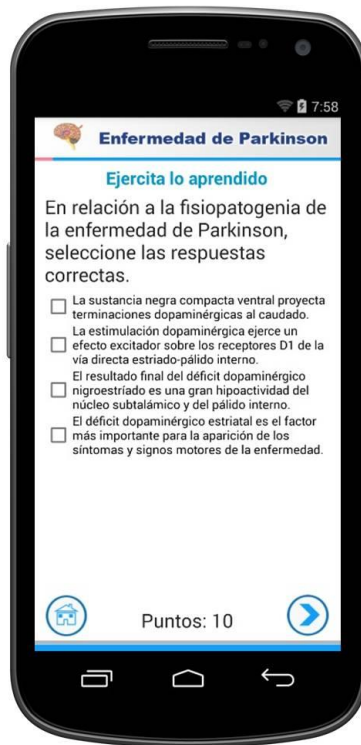 7:58
Enfermedad de Parkinson
Ejercita lo aprendido
En relación a la fisiopatogenia de
la enfermedad de Parkinson,
seleccione las respuestas
correctas.
La sustancia negra compacta ventral proyecta
terminaciones dopaminérgicas al caudado.
La estimulación dopaminérgica ejerce un
efecto excitador sobre los receptores D1 de la
vía directa estriado-pálido interno.
El resultado final del déficit dopaminérgico
nigroestríado es una gran hipoactividad del
núcleo subtalámico y del pálido interno.
El déficit dopaminérgico estriatal es el factor
más importante para la aparición de los
síntomas y signos motores de la enfermedad.
Puntos: 10